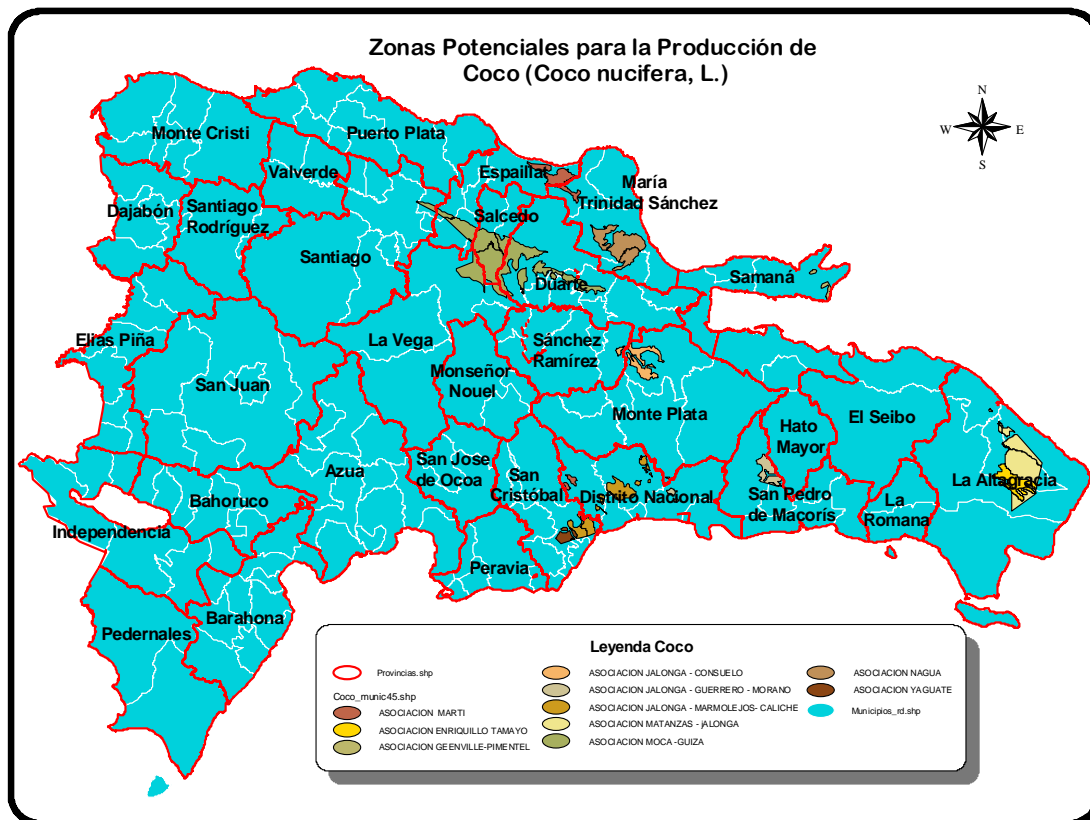 Zonas Potenciales para la Producción de
Coco (Coco nucifera, L.)
N
W
E
S
Monte Cristi
Puerto Plata
Valverde
Espaillat
María
Trinidad Sánchez
Dajabón
Santiago
Rodríguez
Salcedo
Santiago
Samaná
Duarte
Elías Piña
La Vega
Sánchez
Ramírez
San Juan
Monseñor
Nouel
Monte Plata
El Seibo
Hato
Mayor
Azua
San Jose
de Ocoa
San
Cristóbal
Distrito Nacional
La Altagracia
Bahoruco
San Pedro
de Macorís
La
Romana
Independencia
Peravia
Barahona
Pedernales
Leyenda Coco
Provincias.shp
Coco_munic45.shp
ASOCIACION MARTI
ASOCIACION ENRIQUILLO TAMAYO
ASOCIACION GEENVILLE-PIMENTEL
ASOCIACION JALONGA - CONSUELO
ASOCIACION JALONGA - GUERRERO - MORANO
ASOCIACION JALONGA - MARMOLEJOS- CALICHE
ASOCIACION MATANZAS - jALONGA
ASOCIACION MOCA -GUIZA
ASOCIACION NAGUA
ASOCIACION YAGUATE
Municipios_rd.shp